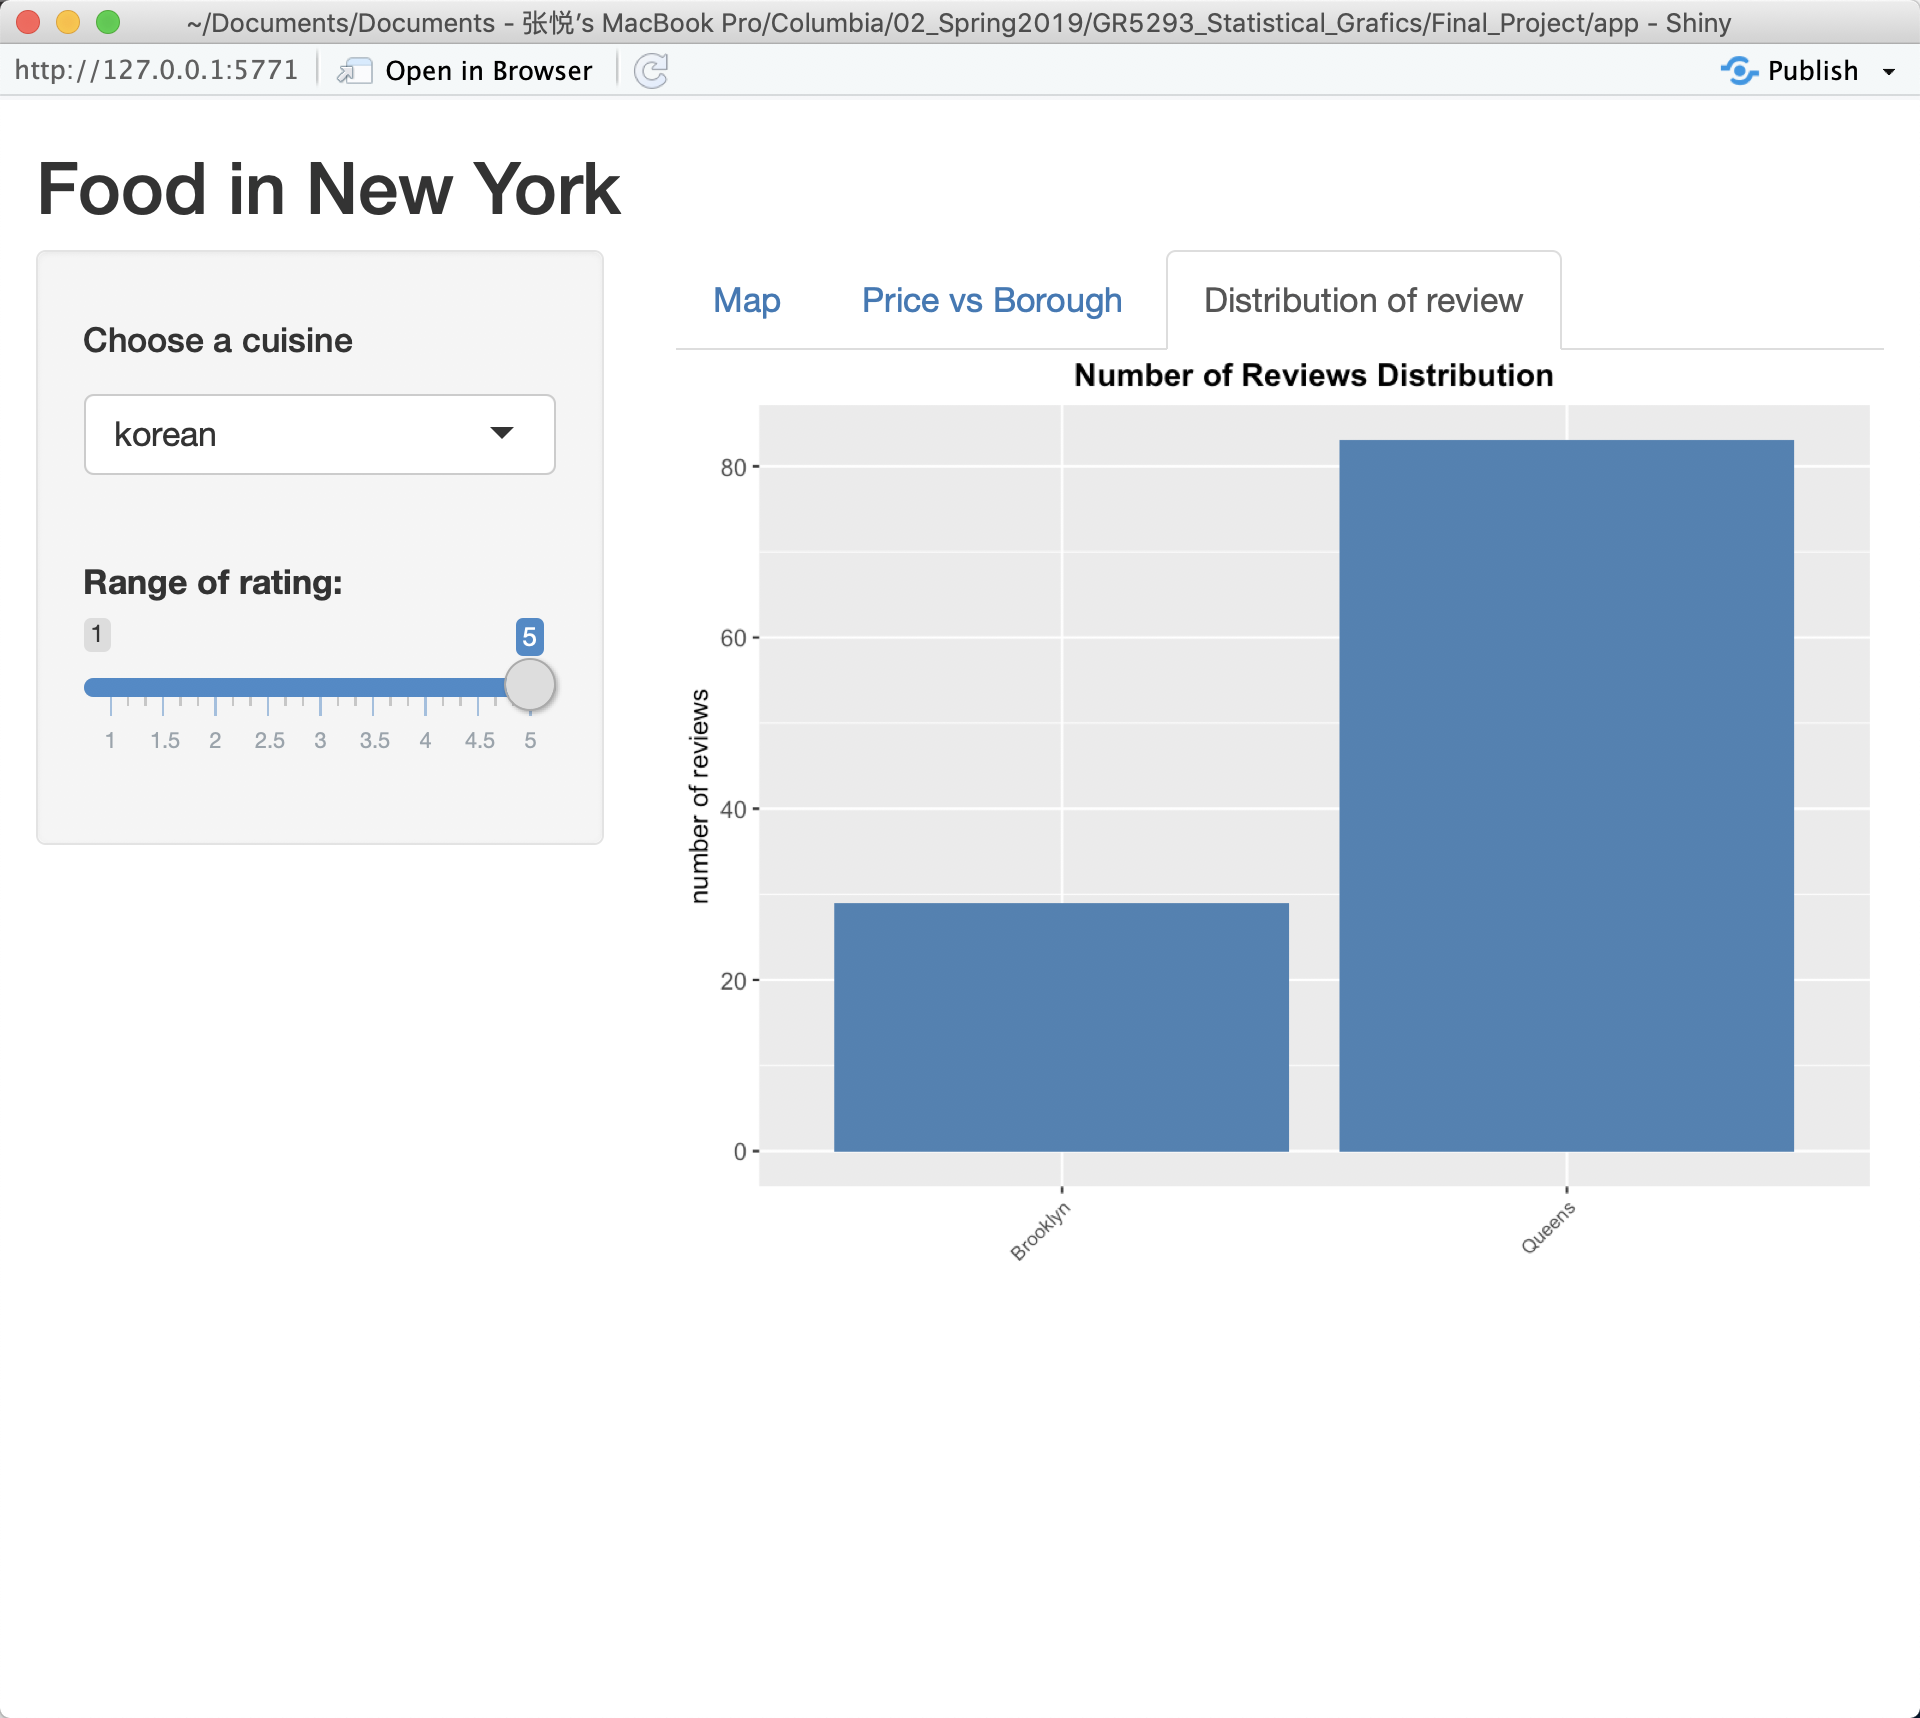 ~/Documents/Documents - 张悦’s MacBook Pro/Columbia/02_Spring2019/GR5293_Statistical_Grafics/Final_Project/app - Shiny
http://127.0.0.1:5771 Open in Browser Publish
Food in New York
Choose a cuisine
korean
Range of rating:
1 5
1 1.5 2 2.5 3 3.5 4 4.5 5
Map Price vs Borough Distribution of review
Number of Reviews Distribution
number of reviews
80
60
40
20
0
Brooklyn Queens